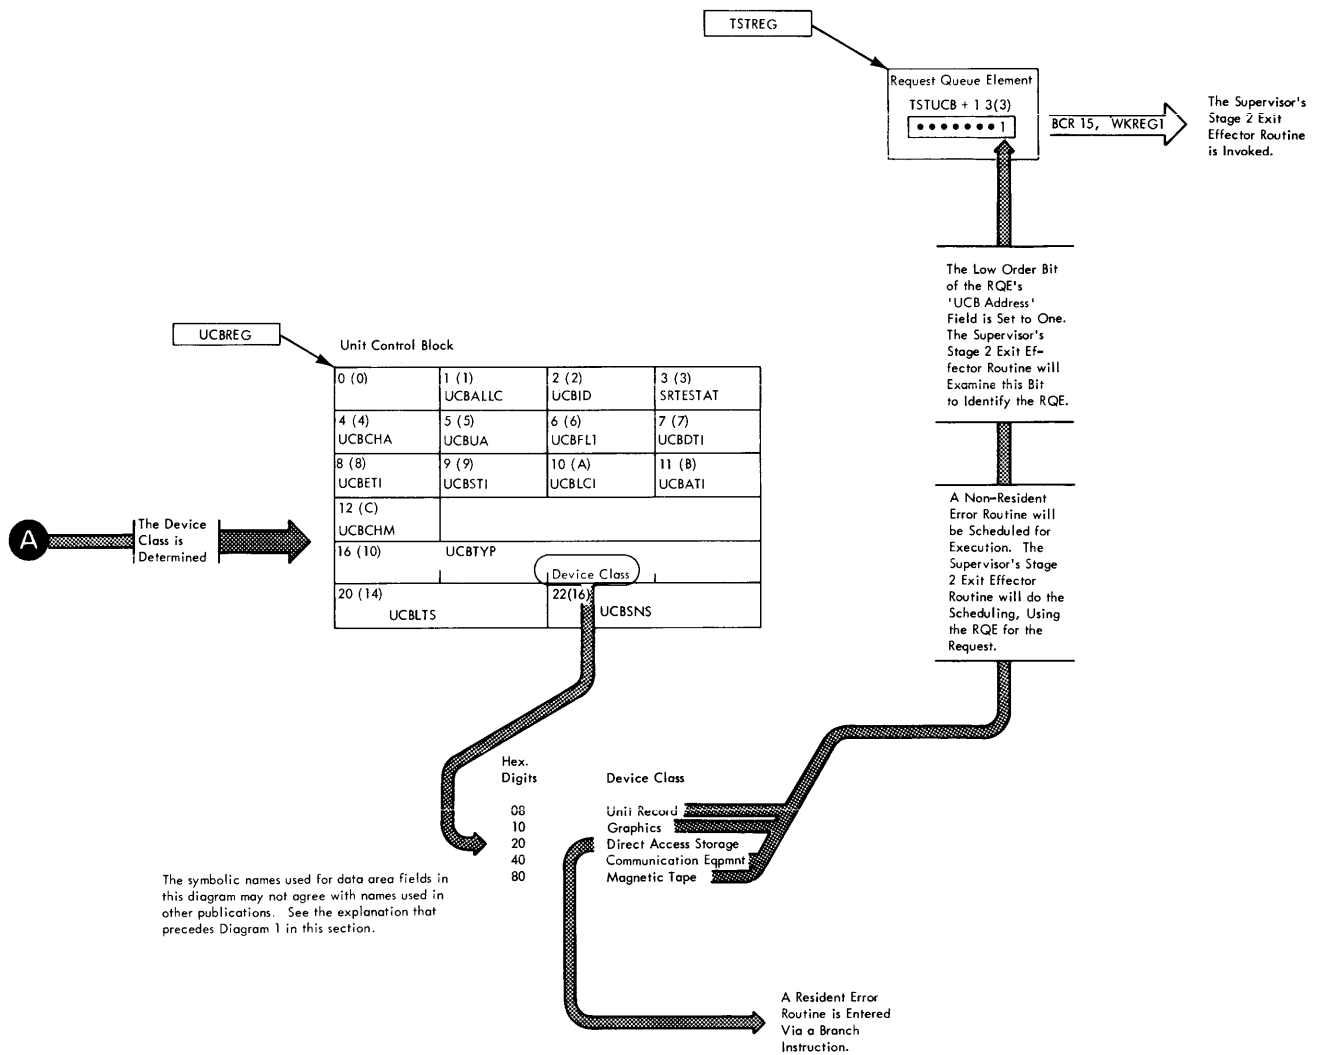 TSTREG
Request Queue Element
TSTUCB + 1 3(3)
1
BCR 15, WKREG1
The Supervisor's
Stage 2 Exit
Effector Routine
is Invoked.
The Low Order Bit
of the RQE's
'UCB Address'
Field is Set to One.
The Supervisor's
Stage 2 Exit Ef-
fector Routine will
Examine this Bit
to Identify the RQE.
UCBREG
Unit Control Block
0 (0)
1 (1)
UCBALLC
2 (2)
UCBID
3 (3)
SRTESTAT
4 (4)
UCBCHA
5 (5)
UCBUA
6 (6)
UCBFL1
7 (7)
UCBDTI
8 (8)
UCBETI
9 (9)
UCBSTI
10 (A)
UCBLCI
11 (B)
UCBATI
12 (C)
UCBCHM
16 (10)
UCBTYP
Device Class
20 (14)
UCBLTS
22(16)
UCBSNS
A
The Device
Class is
Determined
A Non-Resident
Error Routine will
be Scheduled for
Execution. The
Supervisor's Stage
2 Exit Effector
Routine will do the
Scheduling, Using
the RQE for the
Request.
Hex.
Digits
Device Class
08
Unit Record
10
Graphics
20
Direct Access Storage
40
Communication Eqpmnt
80
Magnetic Tape
The symbolic names used for data area fields in
this diagram may not agree with names used in
other publications. See the explanation that
precedes Diagram 1 in this section.
A Resident Error
Routine is Entered
Via a Branch
Instruction.